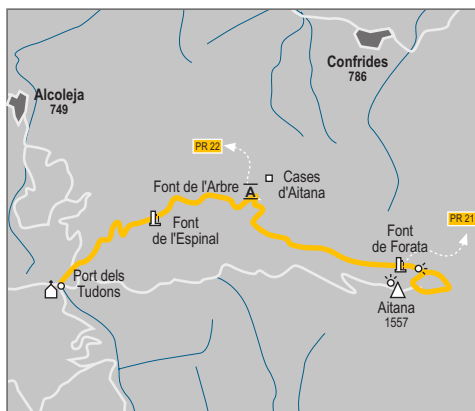 Confrides
786
Alcoleja
749
PR 22
Font de l'Arbre
A
Cases
d'Aitana
PR 21
Font
de l'Espinal
Font
de Forata
Port dels
Tudons
Aitana
1557